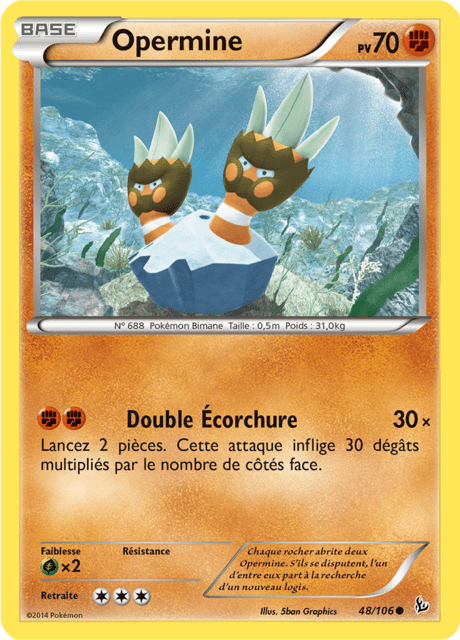 BASE
Opermine
PV 70
N° 688 Pokémon Bimane Taille : 0,5m Poids : 31,0kg
Double Écorchure 30×
Lancez 2 pièces. Cette attaque inflige 30 dégâts
multipliés par le nombre de côtés face.
Faiblesse Résistance
×2
Retraite
Chaque rocher abrite deux
Opermine. S'ils se disputent, l'un
d'entre eux part à la recherche
d'un nouveau logis.
©2014 Pokémon
Illus. 5ban Graphics
48/106